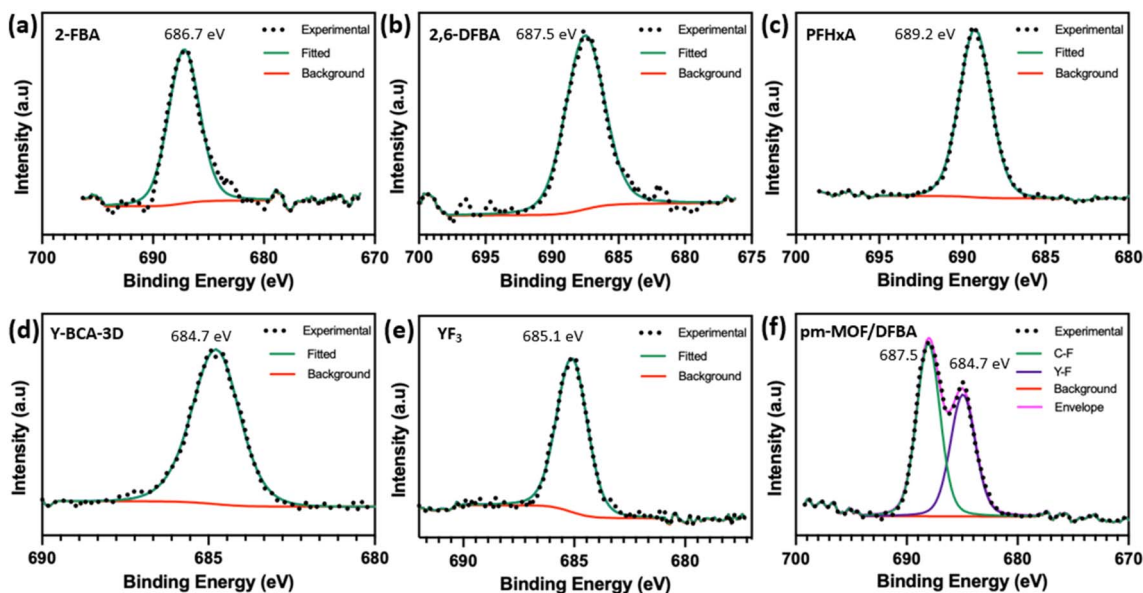 (a)
2-FBA
686.7 eV
Experimental
Fitted
Background
Intensity (a.u)
700 690 680 670
Binding Energy (eV)
(b)
2,6-DFBA
687.5 eV
Experimental
Fitted
Background
Intensity (a.u)
700 695 690 685 680 675
Binding Energy (eV)
(c)
PFHxA
689.2 eV
Experimental
Fitted
Background
Intensity (a.u)
700 695 690 685 680
Binding Energy (eV)
(d)
Y-BCA-3D
684.7 eV
Experimental
Fitted
Background
Intensity (a.u)
690 685 680
Binding Energy (eV)
(e)
YF₃
685.1 eV
Experimental
Fitted
Background
Intensity (a.u)
690 685 680
Binding Energy (eV)
(f)
pm-MOF/DFBA
687.5
684.7 eV
Experimental
C-F
Y-F
Background
Envelope
Intensity (a.u)
700 690 680 670
Binding Energy (eV)